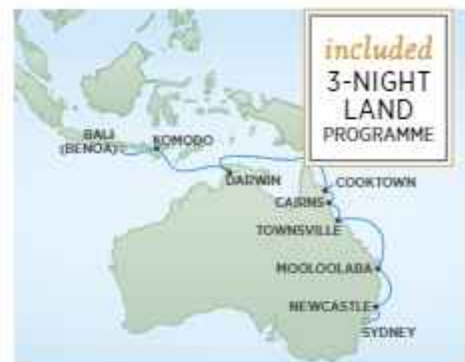 included
3-NIGHT
LAND
PROGRAMME
BALI
(BENOA)
KOMODO
DARWIN
COOKTOWN
CAIRNS
TOWNSVILLE
MOOLOOLABA
NEWCASTLE
SYDNEY